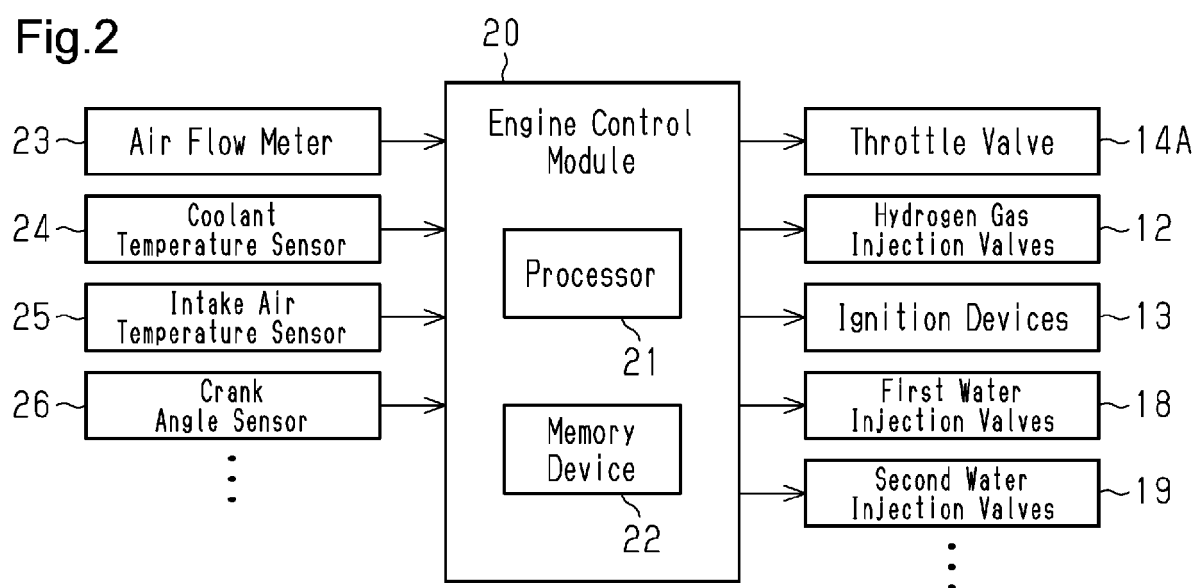 Fig.2
20
23
Air Flow Meter
24
Coolant
Temperature Sensor
25
Intake Air
Temperature Sensor
26
Crank
Angle Sensor
Engine Control
Module
Processor
21
Memory
Device
22
Throttle Valve
14A
Hydrogen Gas
Injection Valves
12
Ignition Devices
13
First Water
Injection Valves
18
Second Water
Injection Valves
19